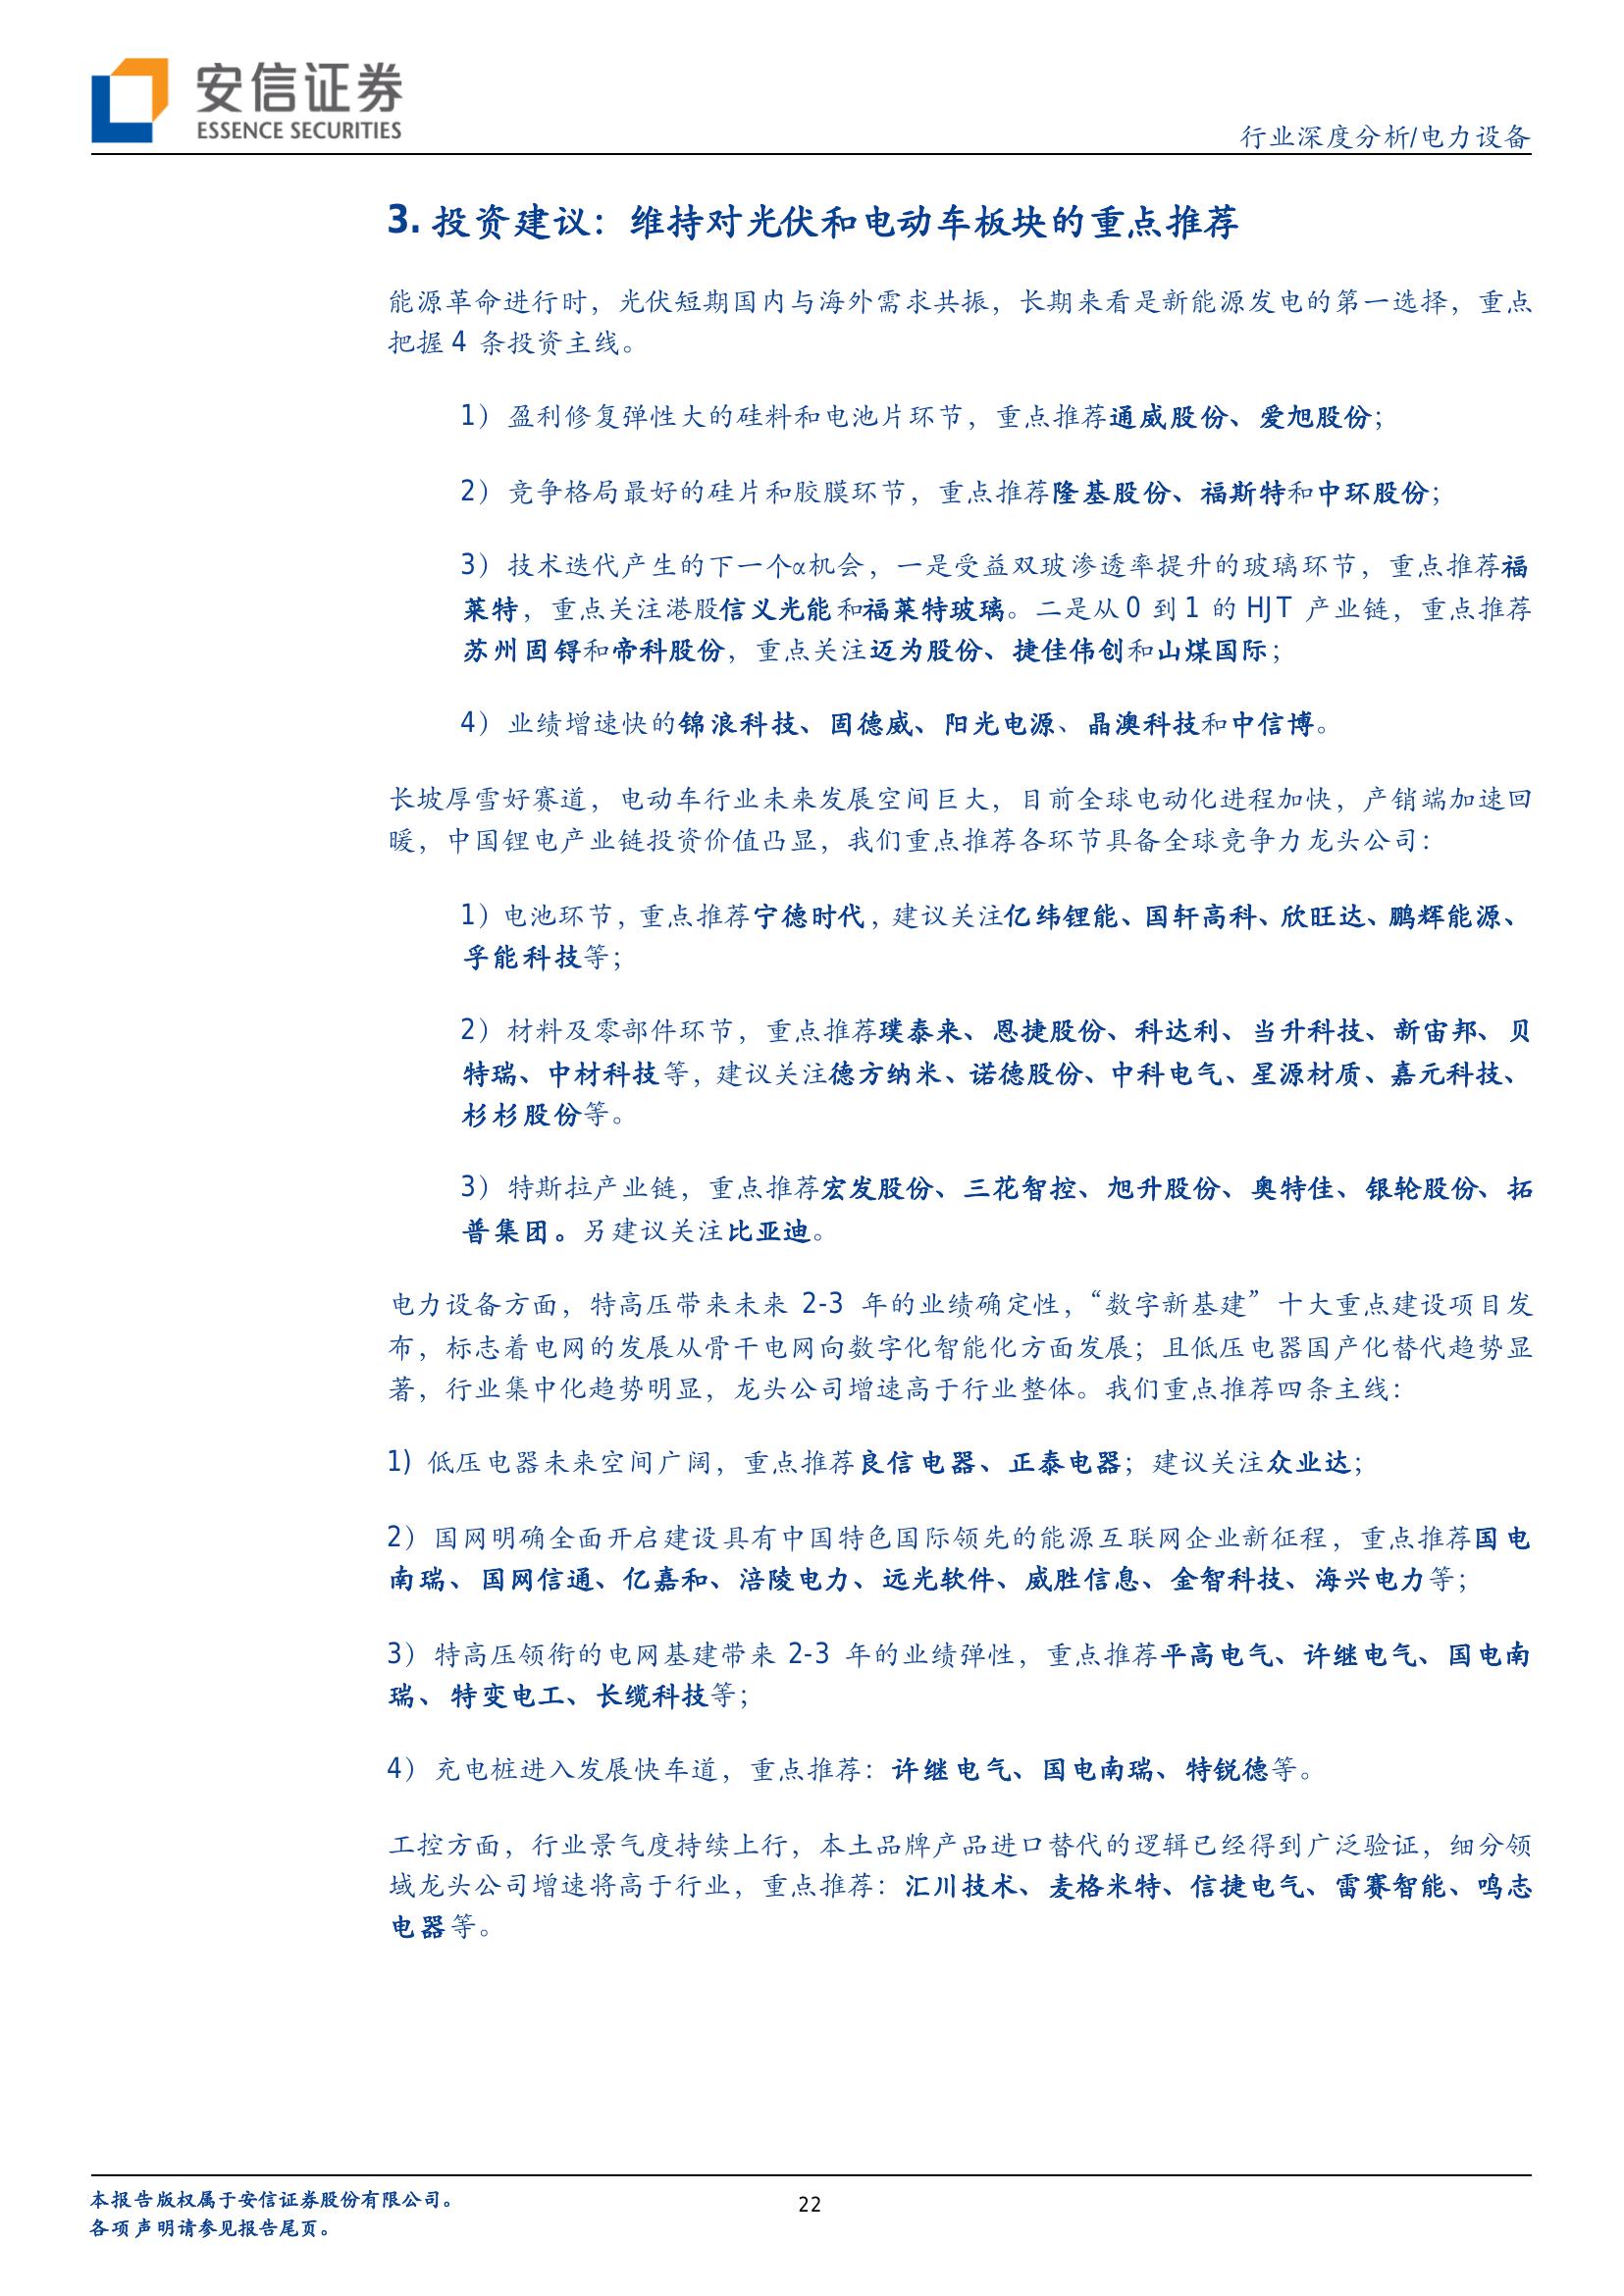 安信证券
ESSENCE SECURITIES
行业深度分析/电力设备
3. 投资建议：维持对光伏和电动车板块的重点推荐
能源革命进行时，光伏短期国内与海外需求共振，长期来看是新能源发电的第一选择，重点
把握 4 条投资主线。
1）盈利修复弹性大的硅料和电池片环节，重点推荐通威股份、爱旭股份；
2）竞争格局最好的硅片和胶膜环节，重点推荐隆基股份、福斯特和中环股份；
3）技术迭代产生的下一个α机会，一是受益双玻渗透率提升的玻璃环节，重点推荐福
莱特，重点关注港股信义光能和福莱特玻璃。二是从 0 到 1 的 HJT 产业链，重点推荐
苏州固锝和帝科股份，重点关注迈为股份、捷佳伟创和山煤国际；
4）业绩增速快的锦浪科技、固德威、阳光电源、晶澳科技和中信博。
长坡厚雪好赛道，电动车行业未来发展空间巨大，目前全球电动化进程加快，产销端加速回
暖，中国锂电产业链投资价值凸显，我们重点推荐各环节具备全球竞争力龙头公司：
1）电池环节，重点推荐宁德时代，建议关注亿纬锂能、国轩高科、欣旺达、鹏辉能源、
孚能科技等；
2）材料及零部件环节，重点推荐璞泰来、恩捷股份、科达利、当升科技、新宙邦、贝
特瑞、中材科技等，建议关注德方纳米、诺德股份、中科电气、星源材质、嘉元科技、
杉杉股份等。
3）特斯拉产业链，重点推荐宏发股份、三花智控、旭升股份、奥特佳、银轮股份、拓
普集团。另建议关注比亚迪。
电力设备方面，特高压带来未来 2-3 年的业绩确定性，“数字新基建”十大重点建设项目发
布，标志着电网的发展从骨干电网向数字化智能化方面发展；且低压电器国产化替代趋势显
著，行业集中化趋势明显，龙头公司增速高于行业整体。我们重点推荐四条主线：
1) 低压电器未来空间广阔，重点推荐良信电器、正泰电器；建议关注众业达；
2）国网明确全面开启建设具有中国特色国际领先的能源互联网企业新征程，重点推荐国电
南瑞、国网信通、亿嘉和、涪陵电力、远光软件、威胜信息、金智科技、海兴电力等；
3）特高压领衔的电网基建带来 2-3 年的业绩弹性，重点推荐平高电气、许继电气、国电南
瑞、特变电工、长缆科技等；
4）充电桩进入发展快车道，重点推荐：许继电气、国电南瑞、特锐德等。
工控方面，行业景气度持续上行，本土品牌产品进口替代的逻辑已经得到广泛验证，细分领
域龙头公司增速将高于行业，重点推荐：汇川技术、麦格米特、信捷电气、雷赛智能、鸣志
电器等。
本报告版权属于安信证券股份有限公司。
22
各项声明请参见报告尾页。